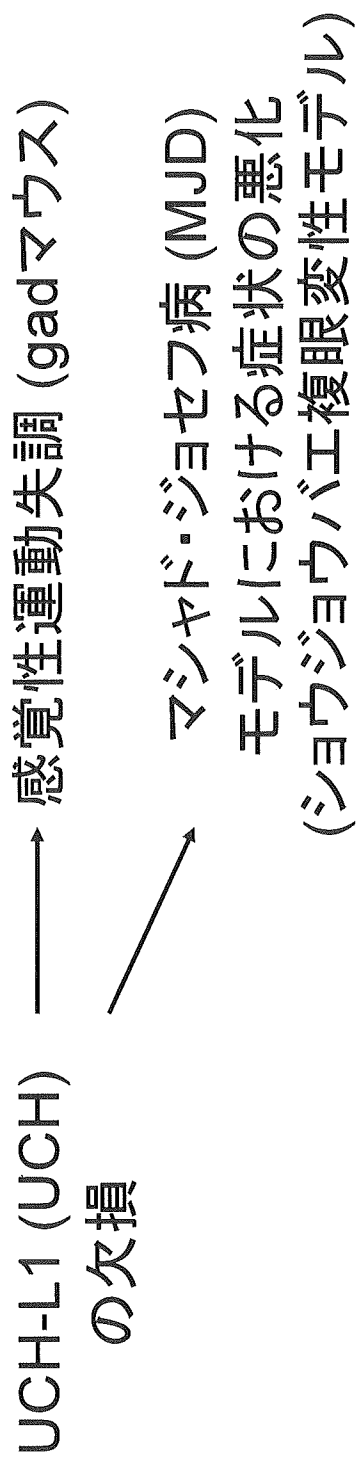 UCH-L1 (UCH)
の欠損
感覚性運動失調 (gadマウス)
マシャド・ジョセフ病 (MJD)
モデルにおける症状の悪化
(ショウジョウバエ複眼変性モデル)